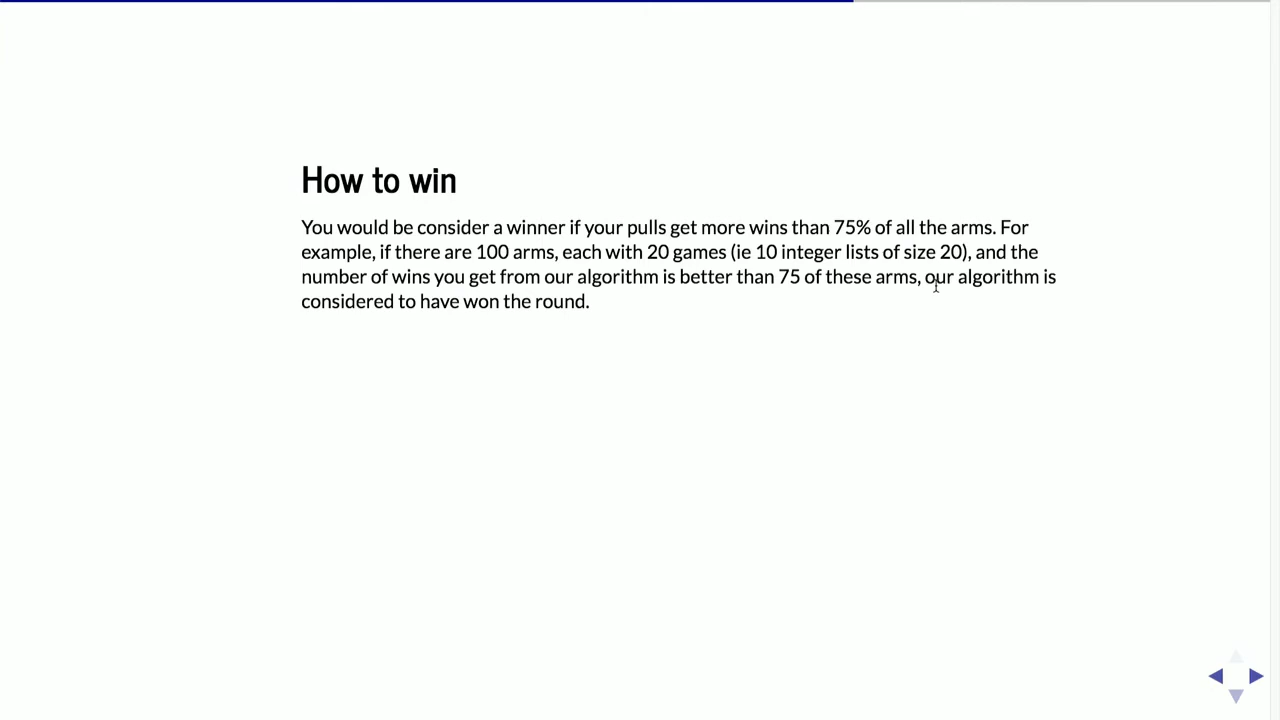 How to win
You would be consider a winner if your pulls get more wins than 75% of all the arms. For
example, if there are 100 arms, each with 20 games (ie 10 integer lists of size 20), and the
number of wins you get from our algorithm is better than 75 of these arms, our algorithm is
considered to have won the round.